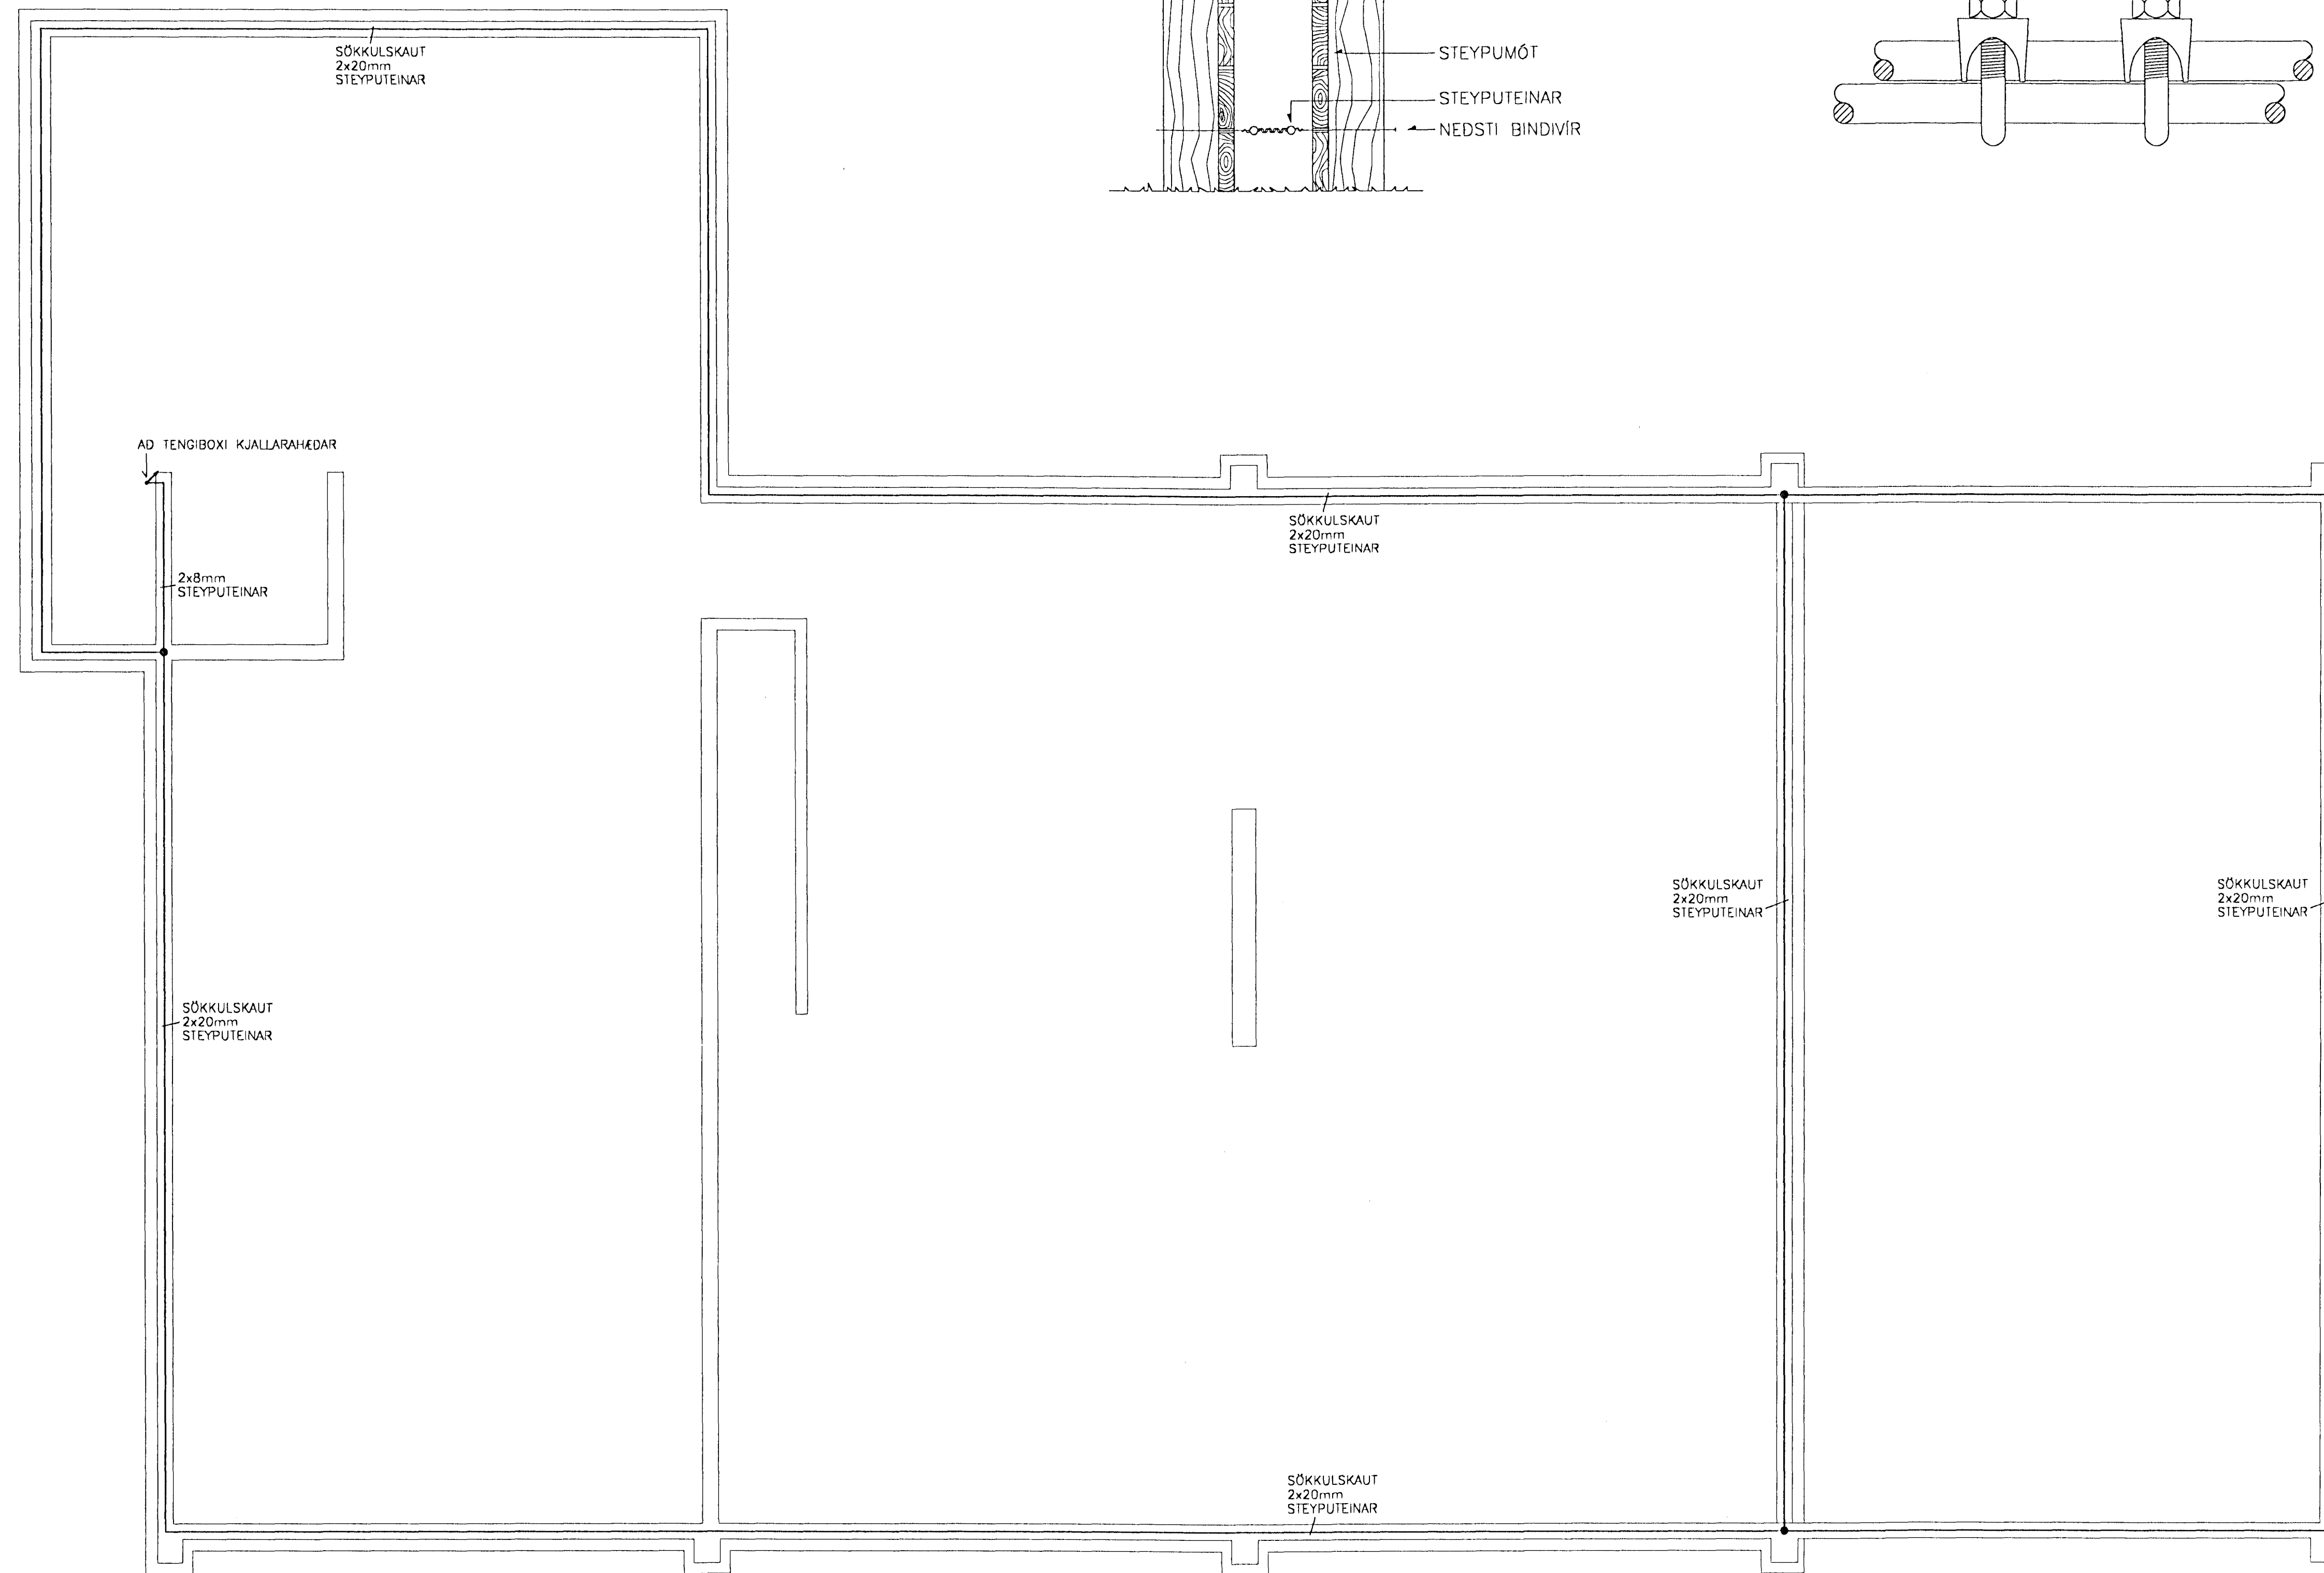 SÖKKULSKAUT
2x20mm
STEYPUTEINAR
STEYPUMÓT
STEYPUTEINAR
NEDSTI BINDIVÍR
AD TENGIBOXI KJALLARAHÆDAR
2x8mm
STEYPUTEINAR
SÖKKULSKAUT
2x20mm
STEYPUTEINAR
SÖKKULSKAUT
2x20mm
STEYPUTEINAR
SÖKKULSKAUT
2x20mm
STEYPUTEINAR
SÖKKULSKAUT
2x20mm
STEYPUTEINAR
SÖKKULSKAUT
2x20mm
STEYPUTEINAR